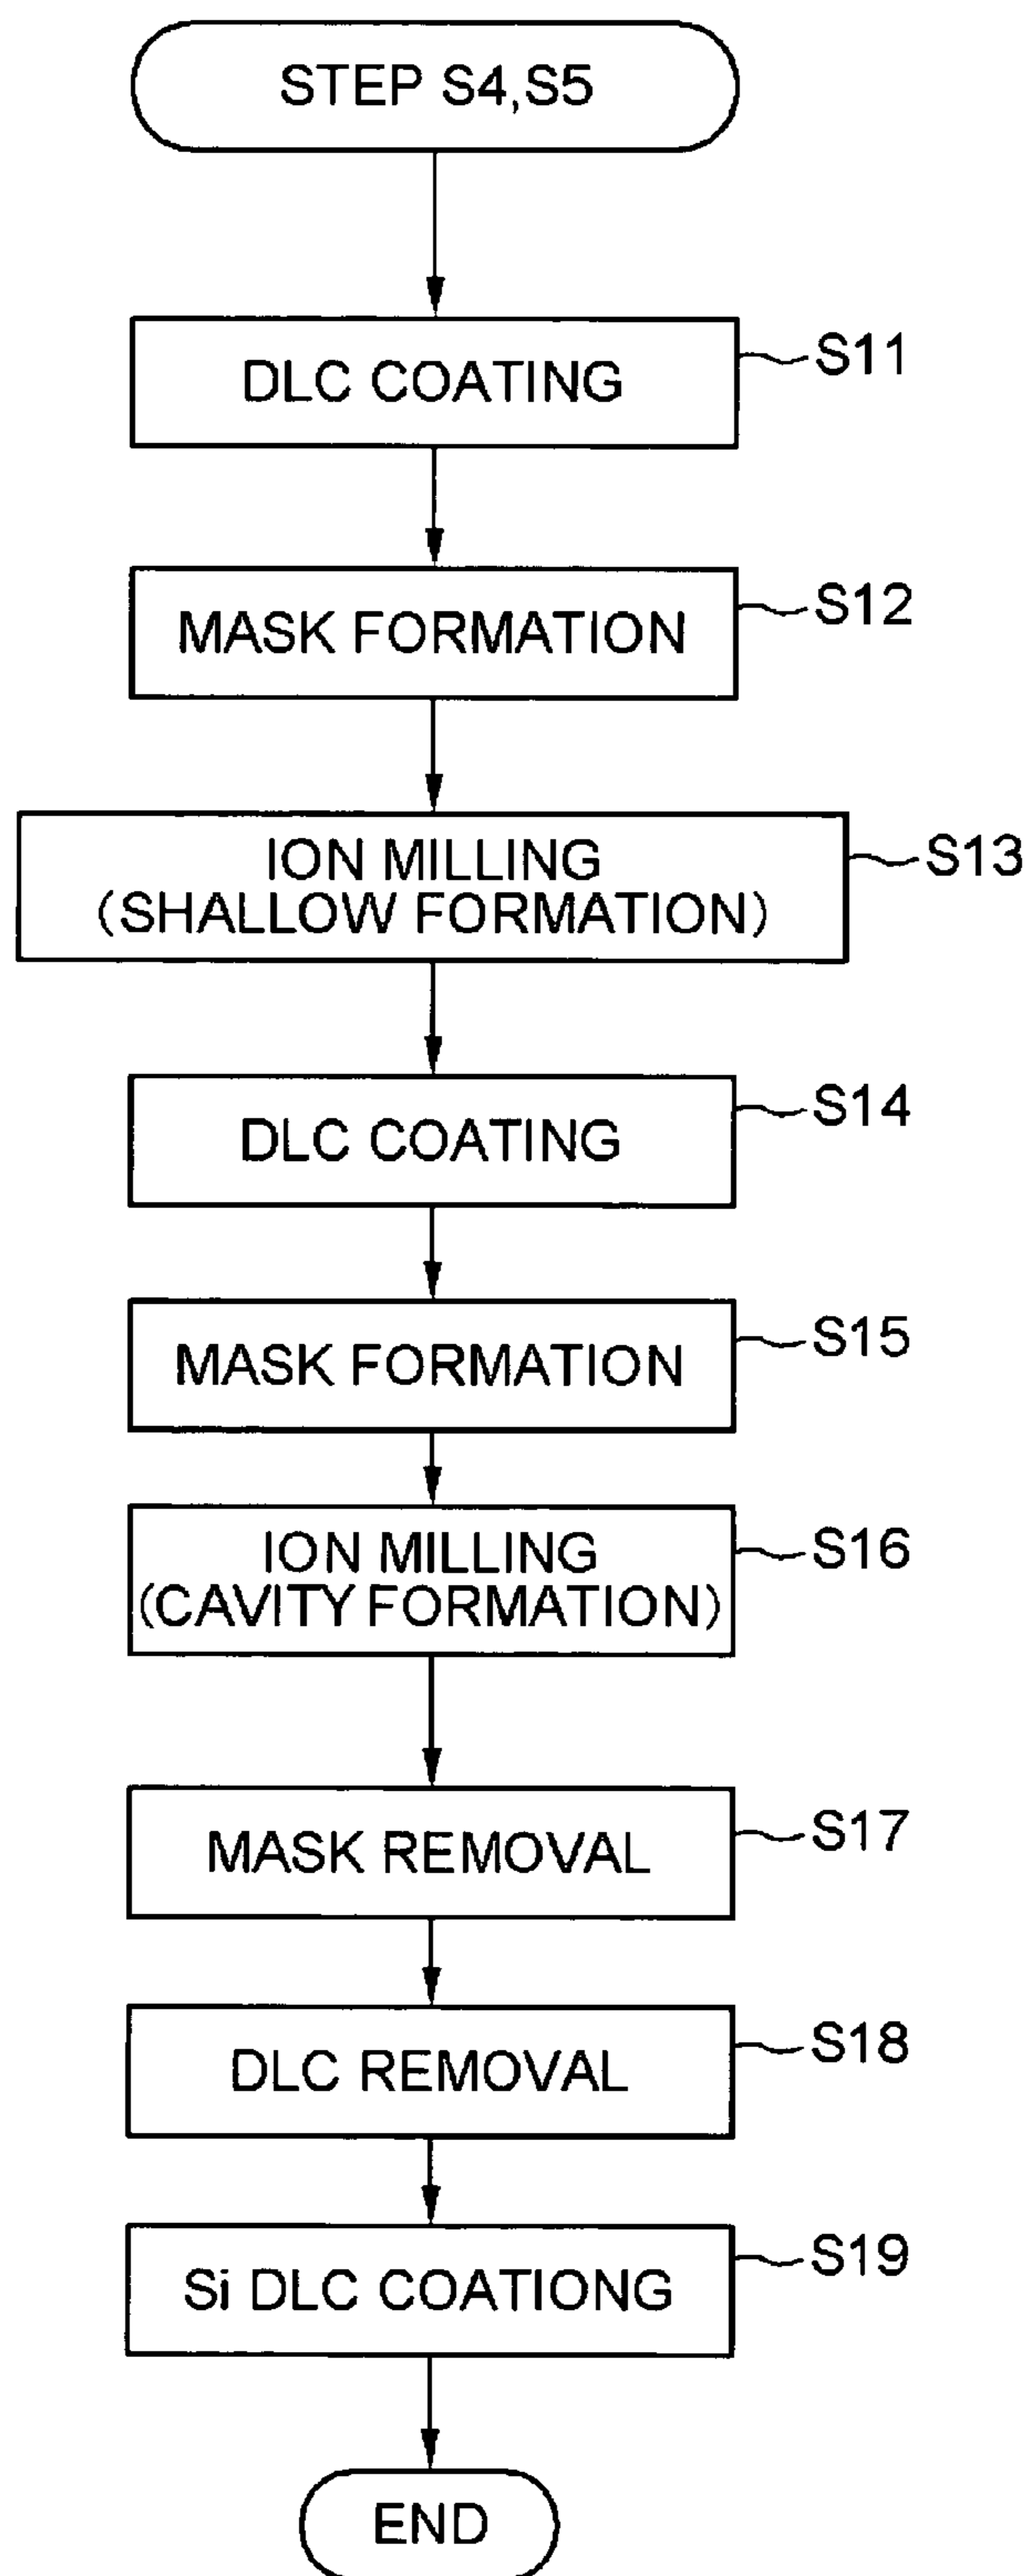 STEP S4,S5
DLC COATING
S11
MASK FORMATION
S12
ION MILLING
(SHALLOW FORMATION)
S13
DLC COATING
S14
MASK FORMATION
S15
ION MILLING
(CAVITY FORMATION)
S16
MASK REMOVAL
S17
DLC REMOVAL
S18
Si DLC COATIONG
S19
END